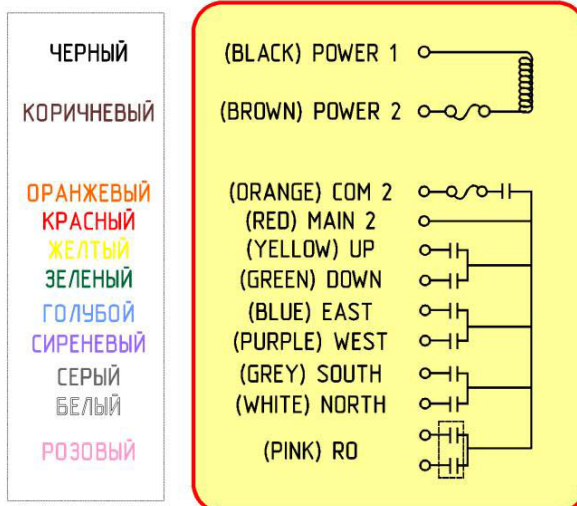 ЧЕРНЫЙ (BLACK) POWER 1
КОРИЧНЕВЫЙ (BROWN) POWER 2
ОРАНЖЕВЫЙ (ORANGE) COM 2
КРАСНЫЙ (RED) MAIN 2
ЖЕЛТЫЙ (YELLOW) UP
ЗЕЛЕНЫЙ (GREEN) DOWN
ГОЛУБОЙ (BLUE) EAST
СИРЕНЕВЫЙ (PURPLE) WEST
СЕРЫЙ (GREY) SOUTH
БЕЛЫЙ (WHITE) NORTH
РОЗОВЫЙ (PINK) RO